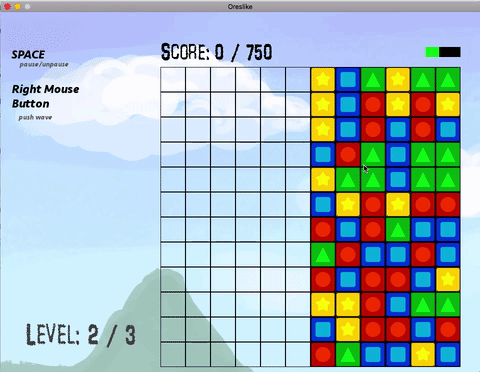 Oreslike
SPACE
pause/unpause
SCORE: 0 / 750
Right Mouse
Button
push wave
LEVEL: 2 / 3